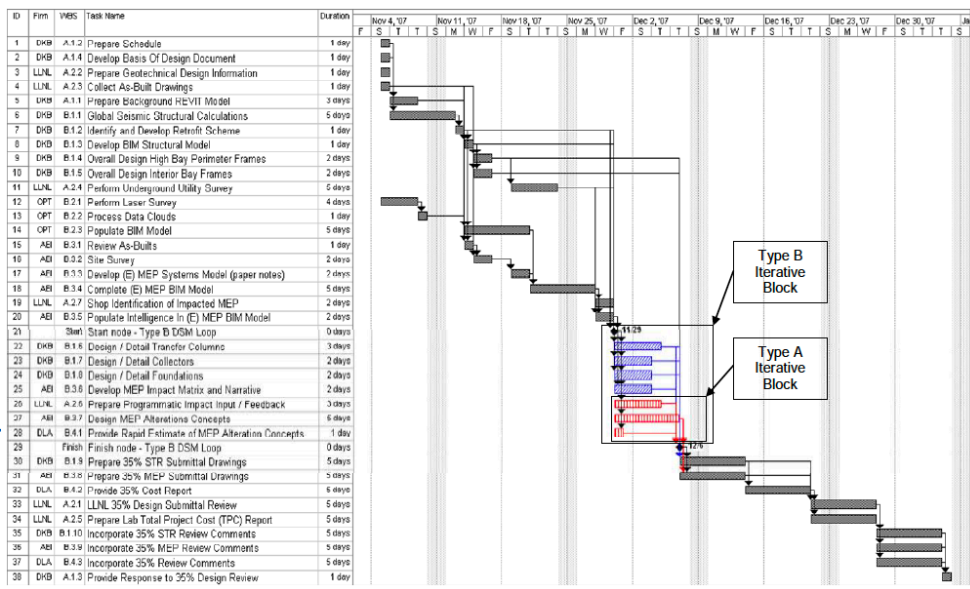 ID Firm WBS Task Name Duration Nov 4, '07 Nov 11, '07 Nov 18, '07 Nov 25, '07 Dec 2, '07 Dec 9, '07 Dec 16, '07 Dec 23, '07 Dec 30, '07 Ja
F S T T S M W F S T T S M W F S T T S M W F S T T S M W F S T T S
1 DKB A.1.2 Prepare Schedule 1 day
2 DKB A.1.4 Develop Basis Of Design Document 1 day
3 LLNL A.2.2 Prepare Geotechnical Design Information 1 day
4 LLNL A.2.3 Collect As-Built Drawings 1 day
5 DKB A.1.1 Prepare Background REVIT Model 3 days
6 DKB B.1.1 Global Seismic Structural Calculations 5 days
7 DKB B.1.2 Identify and Develop Retrofit Scheme 1 day
8 DKB B.1.3 Develop BIM Structural Model 1 day
9 DKB B.1.4 Overall Design High Bay Perimeter Frames 2 days
10 DKB B.1.5 Overall Design Interior Bay Frames 2 days
11 LLNL A.2.4 Perform Underground Utility Survey 5 days
12 OPT B.2.1 Perform Laser Survey 4 days
13 OPT B.2.2 Process Data Clouds 1 day
14 OPT B.2.3 Populate BIM Model 5 days
15 AEI B.3.1 Review As-Builts 1 day
16 AEI B.3.2 Site Survey 2 days
17 AEI B.3.3 Develop (E) MEP Systems Model (paper notes) 2 days
18 AEI B.3.4 Complete (E) MEP BIM Model 5 days
19 LLNL A.2.7 Shop Identification of Impacted MEP 2 days
20 AEI B.3.5 Populate Intelligence In (E) MEP BIM Model 2 days
21 Start Start node - Type B DSM Loop 0 days
22 DKB B.1.6 Design / Detail Transfer Columns 3 days
23 DKB B.1.7 Design / Detail Collectors 2 days
24 DKB B.1.8 Design / Detail Foundations 2 days
25 AEI B.3.6 Develop MEP Impact Matrix and Narrative 2 days
26 LLNL A.2.6 Prepare Programmatic Impact Input / Feedback 3 days
27 AEI B.3.7 Design MEP Alterations Concepts 5 days
28 DLA B.4.1 Provide Rapid Estimate of MEP Alteration Concepts 1 day
29 Finish Finish node - Type B DSM Loop 0 days
30 DKB B.1.9 Prepare 35% STR Submittal Drawings 5 days
31 AEI B.3.8 Prepare 35% MEP Submittal Drawings 5 days
32 DLA B.4.2 Provide 35% Cost Report 5 days
33 LLNL A.2.1 LLNL 35% Design Submittal Review 5 days
34 LLNL A.2.5 Prepare Lab Total Project Cost (TPC) Report 5 days
35 DKB B.1.10 Incorporate 35% STR Review Comments 5 days
36 AEI B.3.9 Incorporate 35% MEP Review Comments 5 days
37 DLA B.4.3 Incorporate 35% Review Comments 5 days
38 DKB A.1.3 Provide Response to 35% Design Review 1 day
Type B
Iterative
Block
11/29
Type A
Iterative
Block
12/6